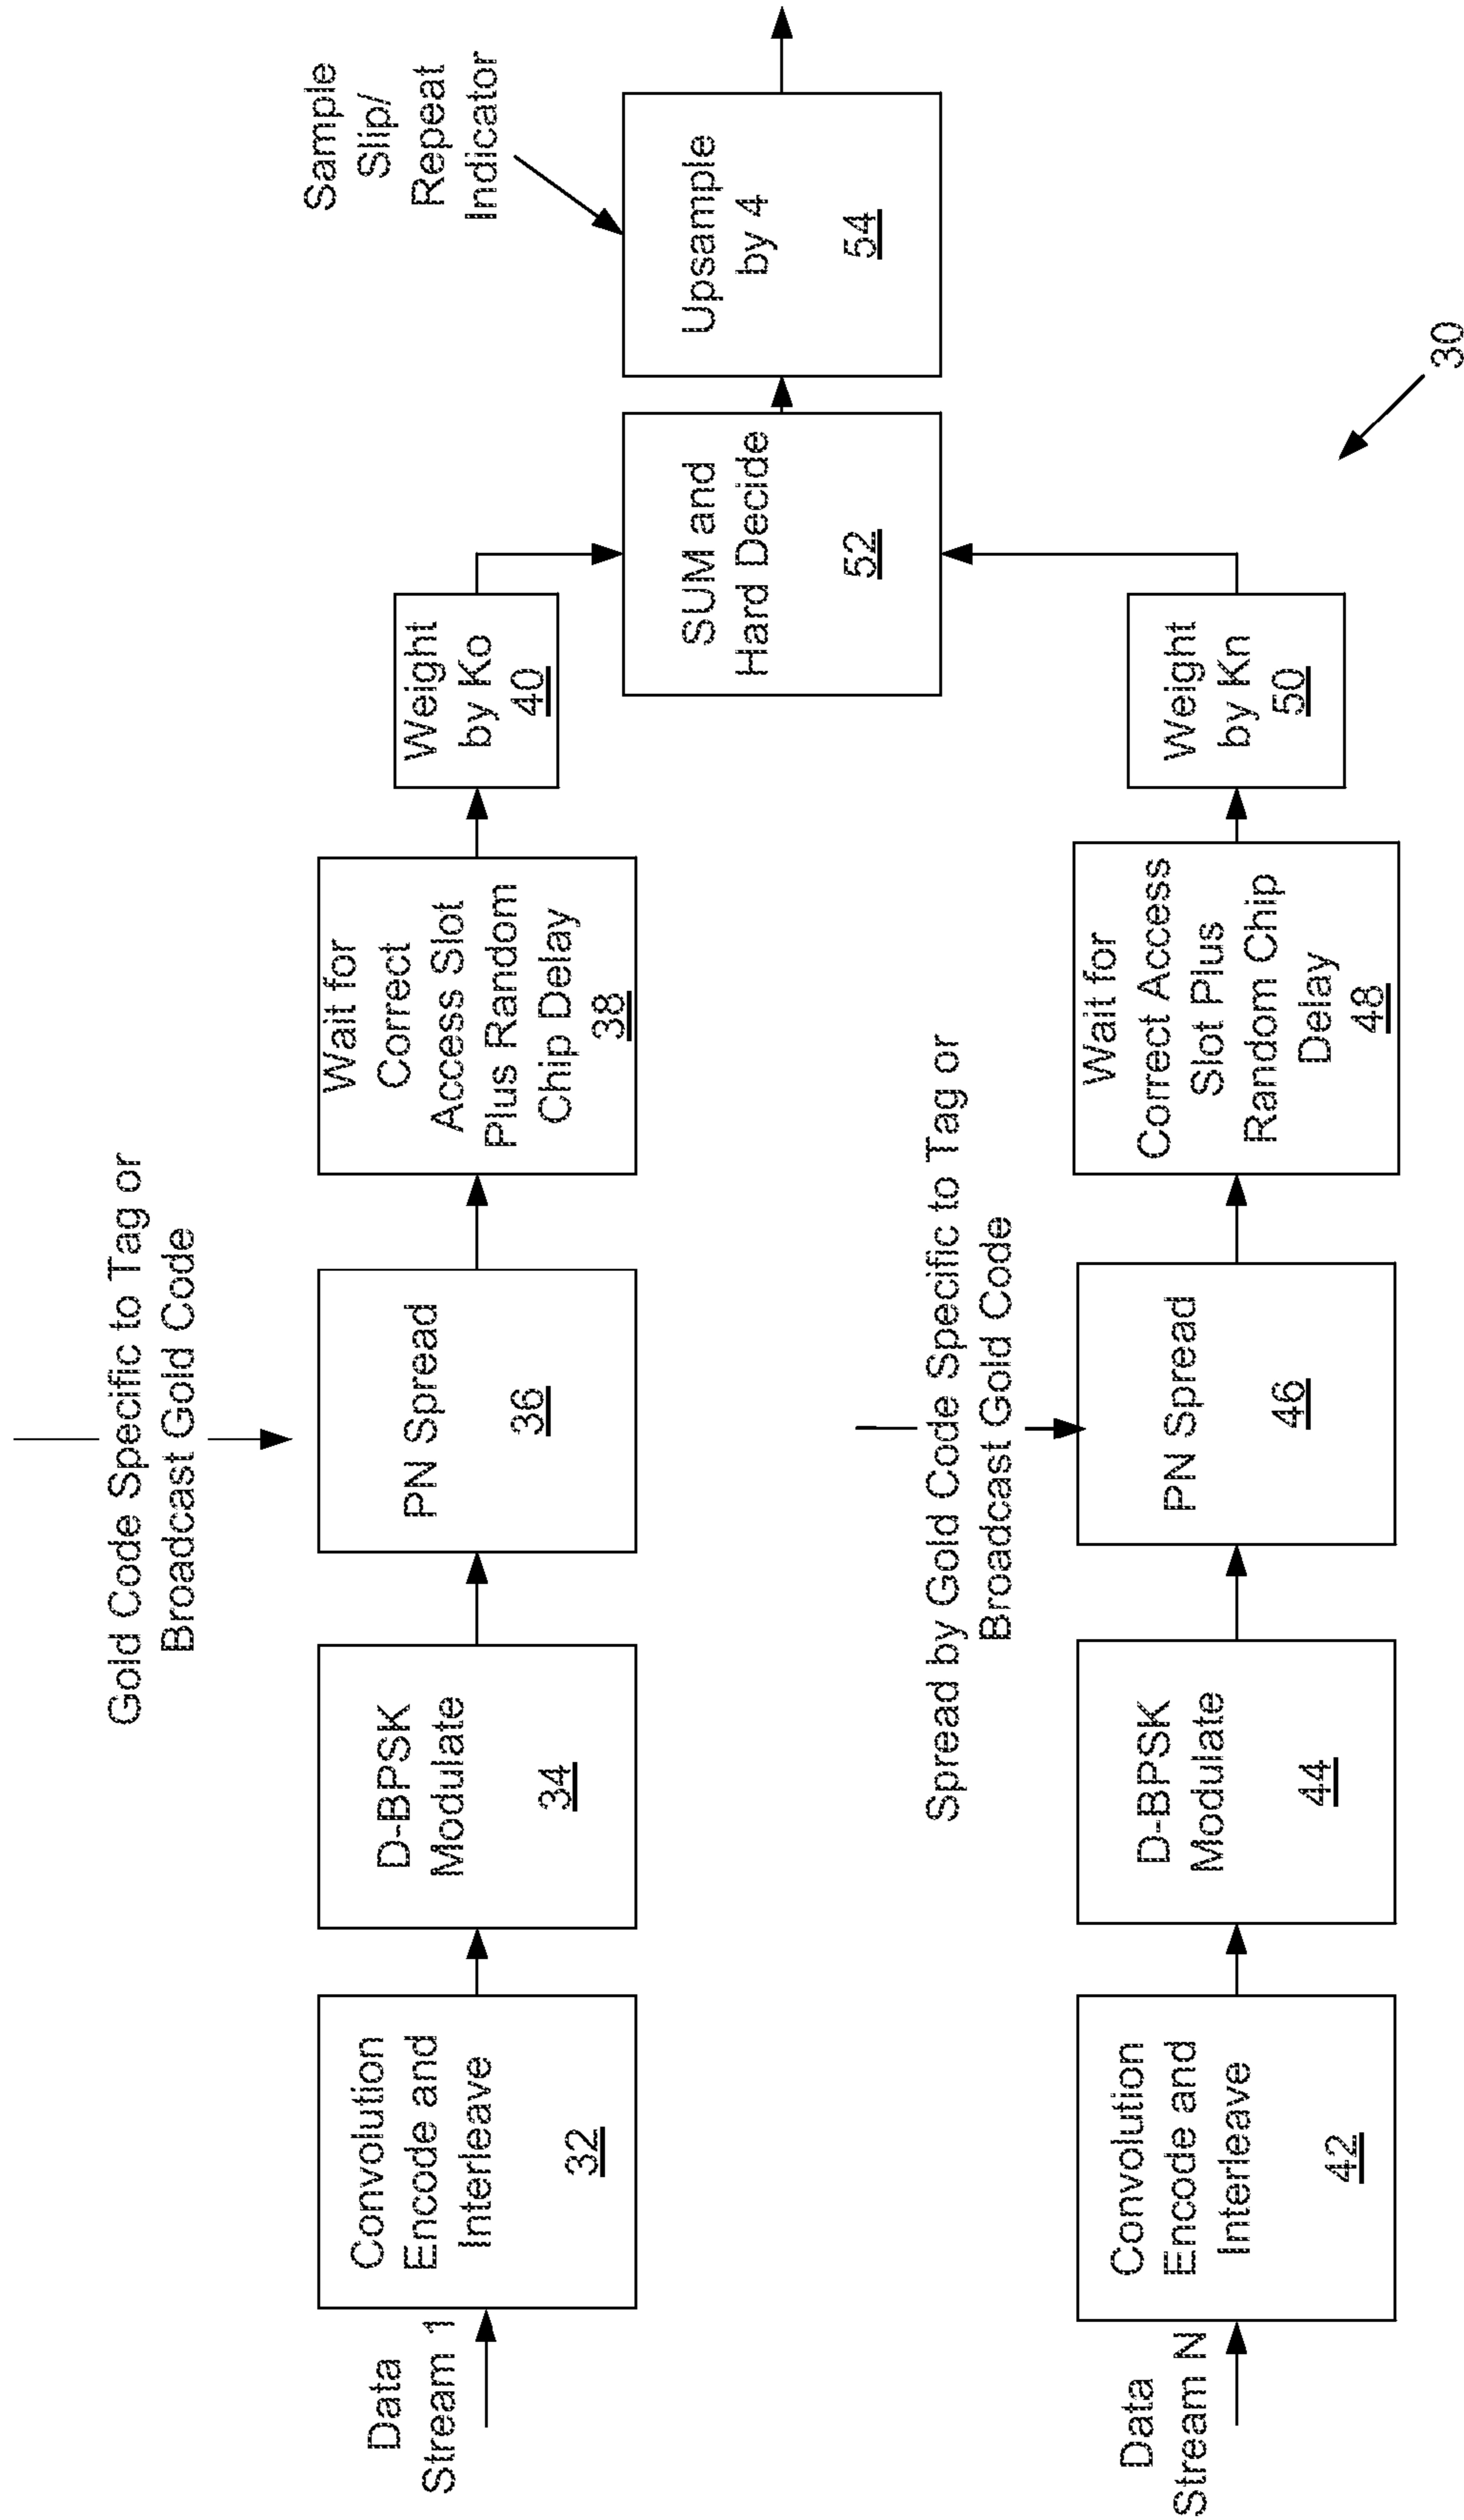 Gold Code Specific to Tag or
Broadcast Gold Code
Data
Stream 1
Convolution
Encode and
Interleave
32
D-BPSK
Modulate
34
PN Spread
36
Wait for
Correct
Access Slot
Plus Random
Chip Delay
38
Weight
by Ko
40
Sample
Slip/
Repeat
Indicator
SUM and
Hard Decide
52
Upsample
by 4
54
Spread by Gold Code Specific to Tag or
Broadcast Gold Code
Data
Stream N
Convolution
Encode and
Interleave
42
D-BPSK
Modulate
44
PN Spread
46
Wait for
Correct Access
Slot Plus
Random Chip
Delay
48
Weight
by Kn
50
30